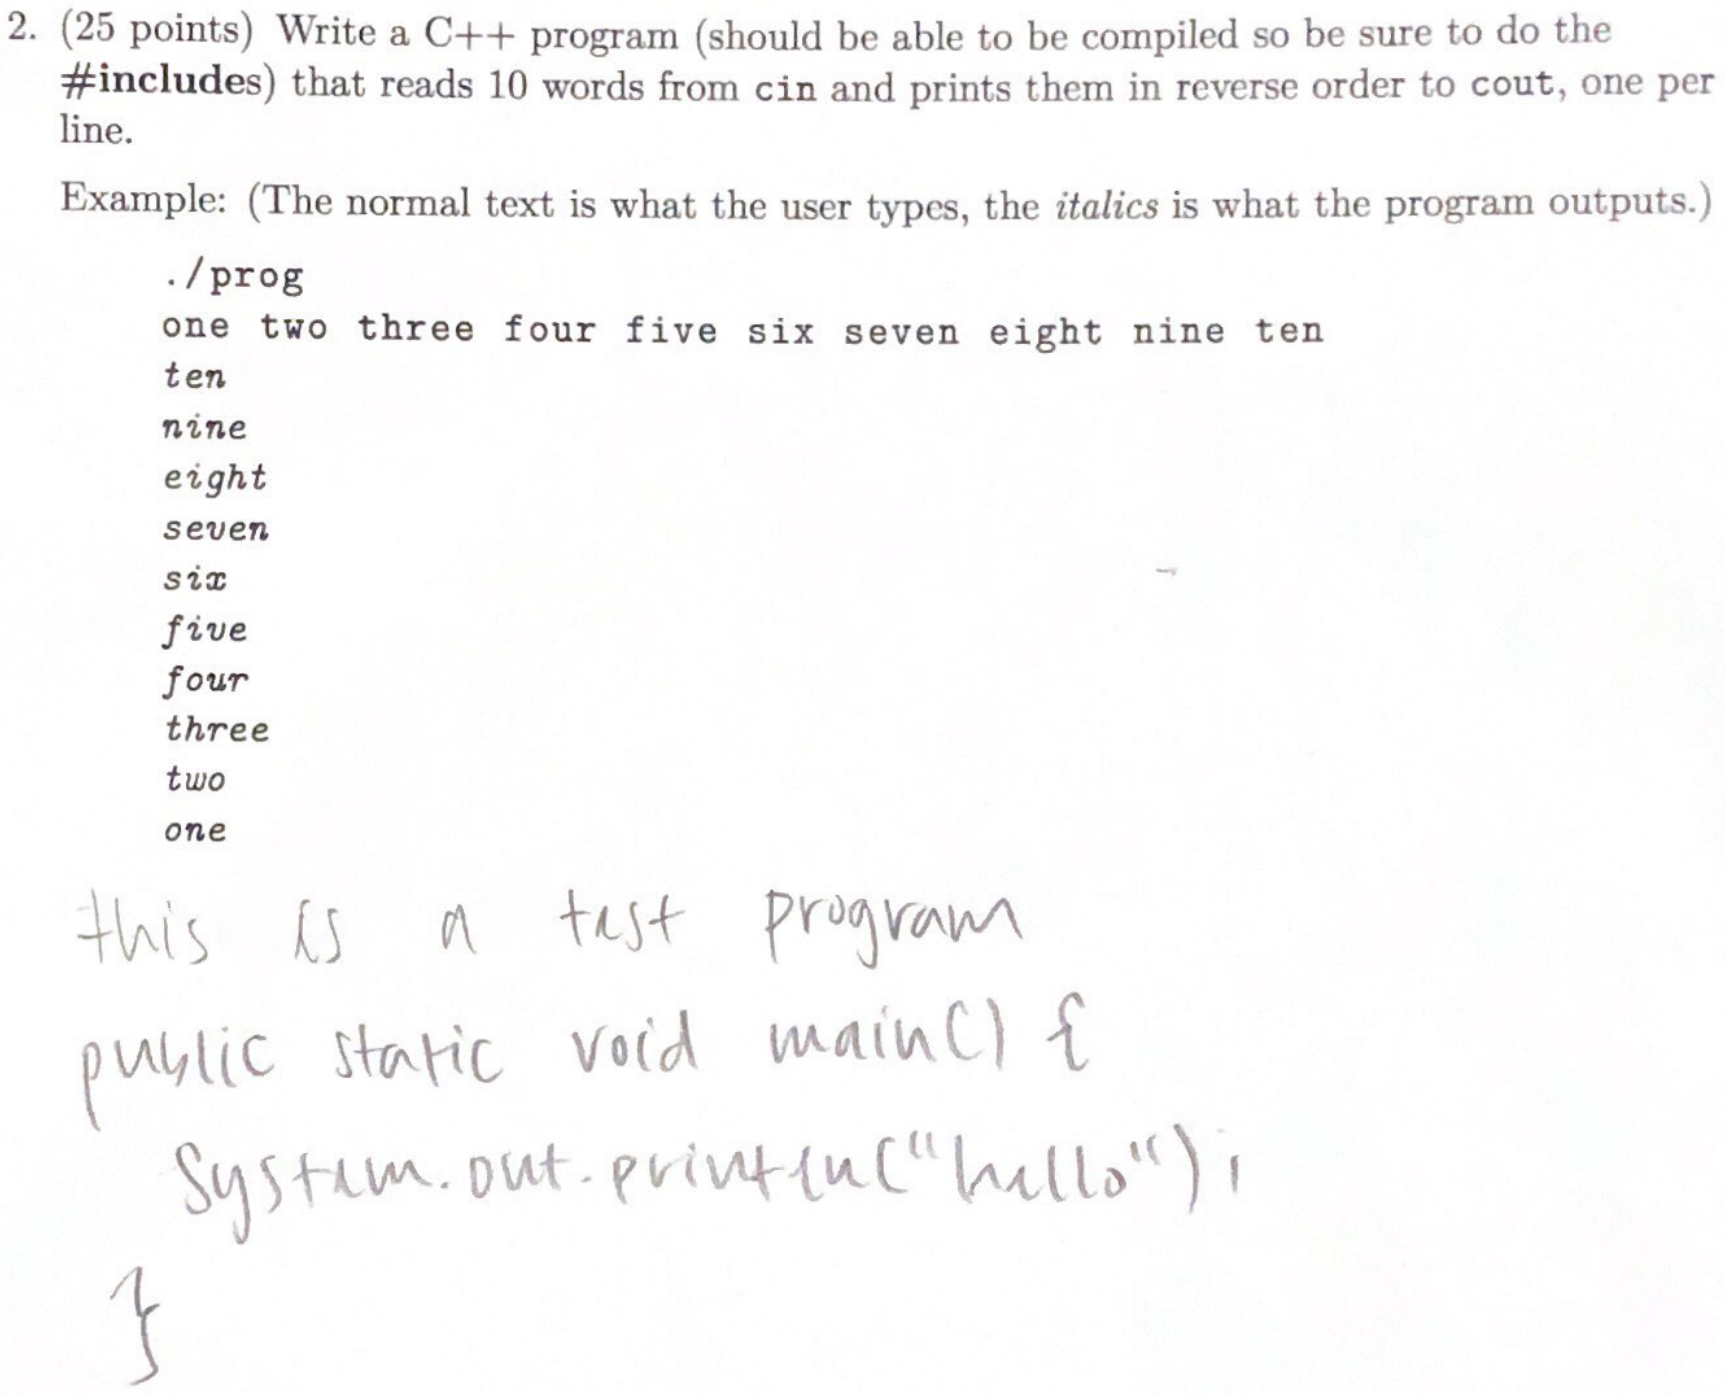 2. (25 points) Write a C++ program (should be able to be compiled so be sure to do the
#includes) that reads 10 words from cin and prints them in reverse order to cout, one per
line.
Example: (The normal text is what the user types, the italics is what the program outputs.)
./prog
one two three four five six seven eight nine ten
ten
nine
eight
seven
six
five
four
three
two
one
this is a test program
public static void main() {
System.out.println("hello");
}